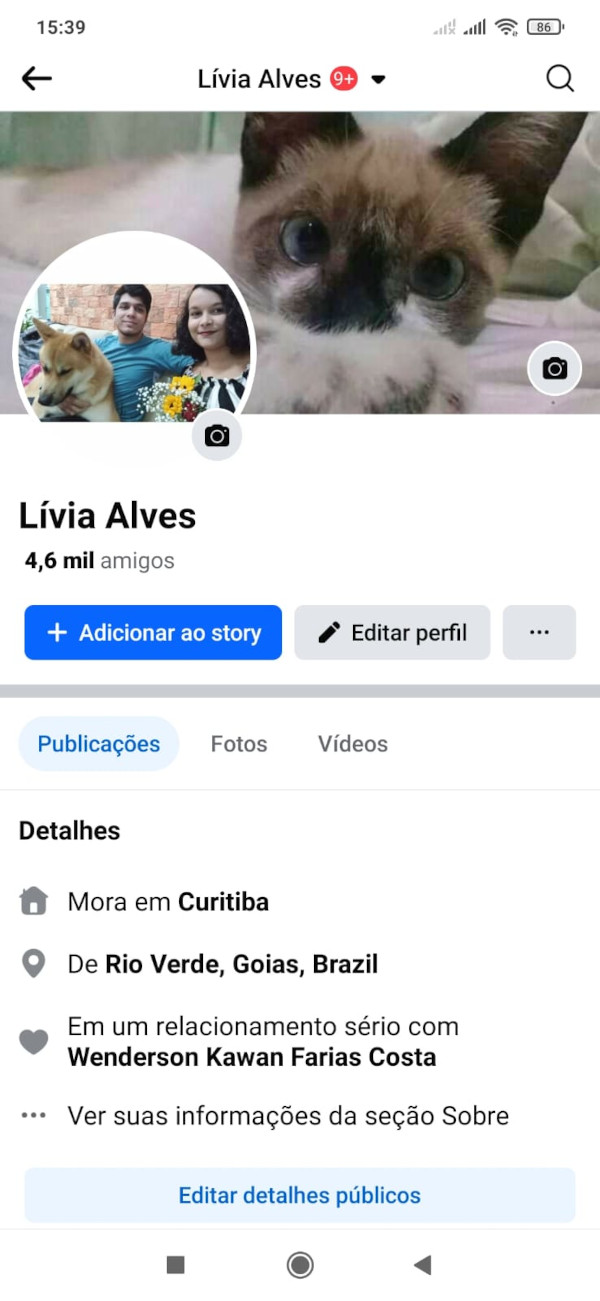 15:39
86
Lívia Alves 9+
Lívia Alves
4,6 mil amigos
+ Adicionar ao story
Editar perfil
Publicações
Fotos
Vídeos
Detalhes
Mora em Curitiba
De Rio Verde, Goias, Brazil
Em um relacionamento sério com
Wenderson Kawan Farias Costa
Ver suas informações da seção Sobre
Editar detalhes públicos